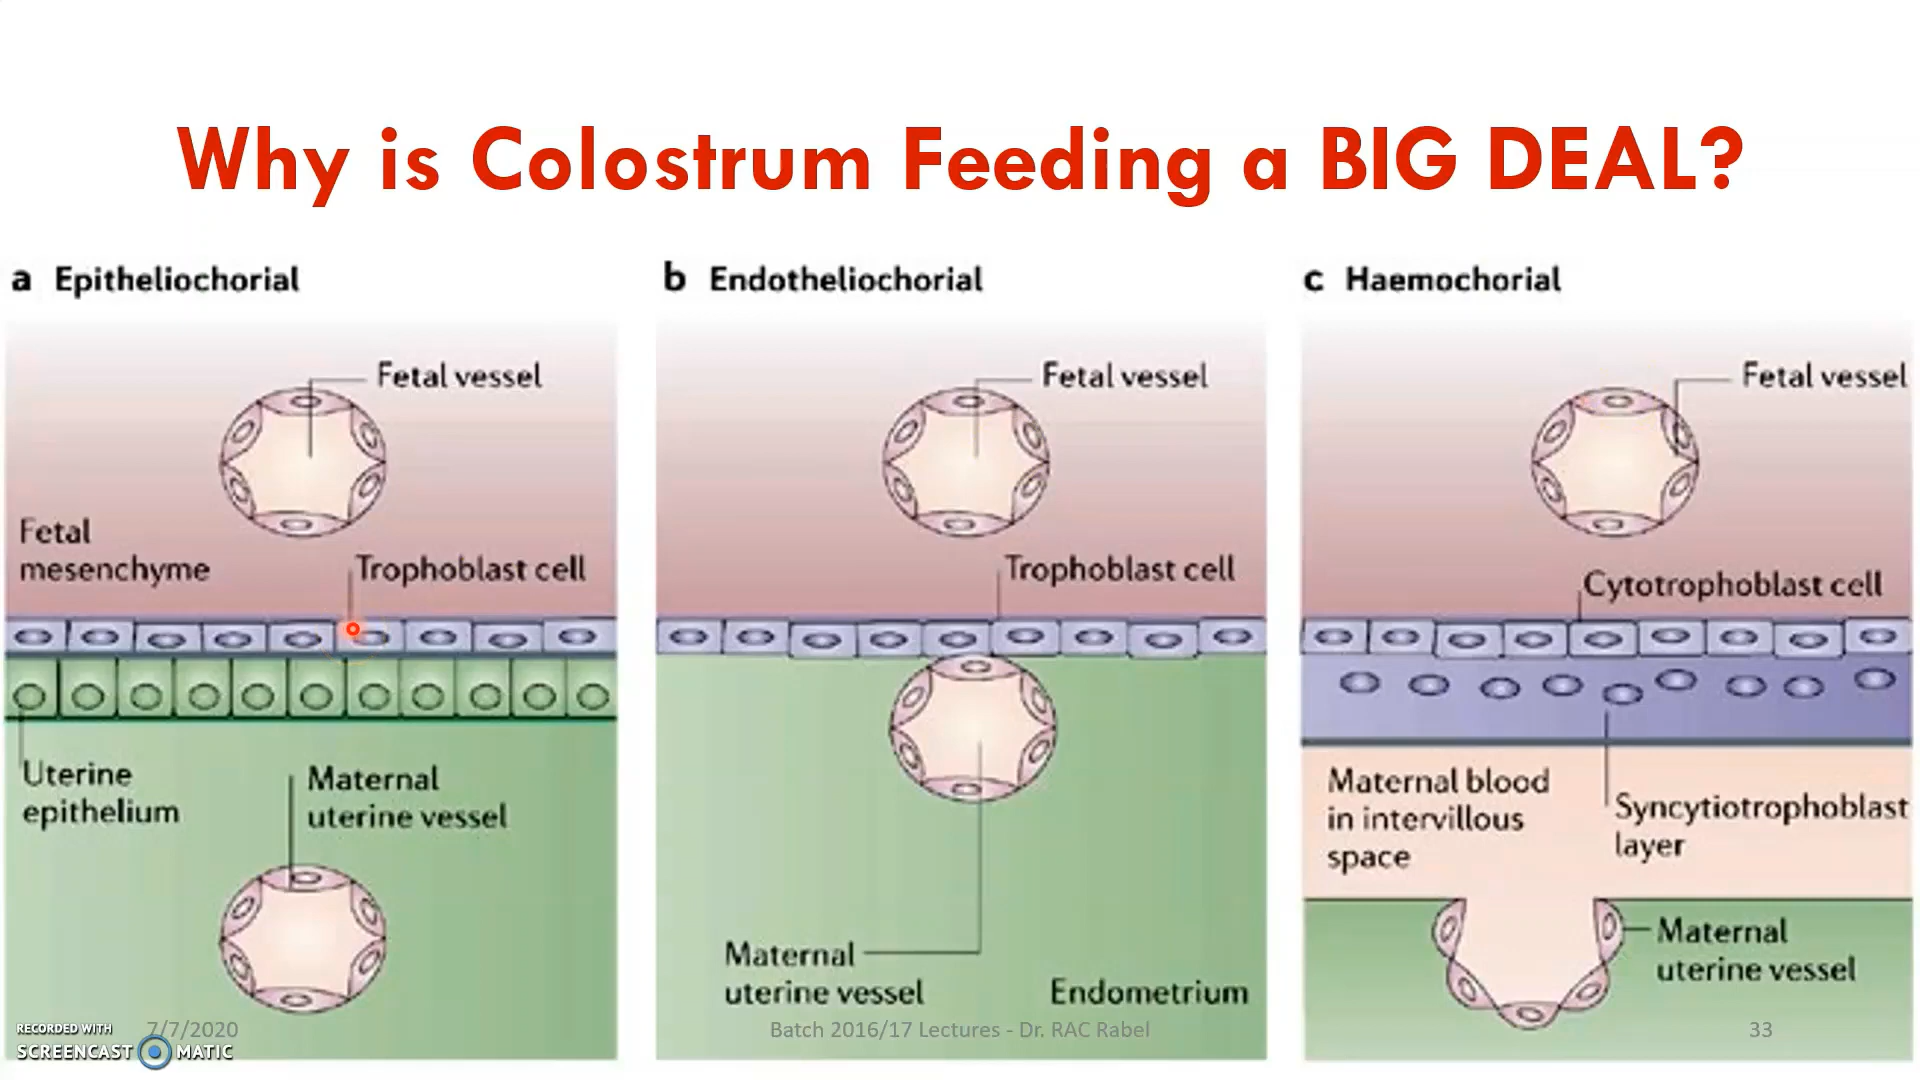 Why is Colostrum Feeding a BIG DEAL?
a Epitheliochorial
Fetal vessel
Fetal
mesenchyme
Trophoblast cell
Uterine
epithelium
Maternal
uterine vessel
b Endotheliochorial
Fetal vessel
Trophoblast cell
Maternal
uterine vessel
Endometrium
c Haemochorial
Fetal vessel
Cytotrophoblast cell
Maternal blood
in intervillous
space
Syncytiotrophoblast
layer
Maternal
uterine vessel
RECORDED WITH
SCREENCAST MATIC
7/7/2020
Batch 2016/17 Lectures - Dr. RAC Rabel
33